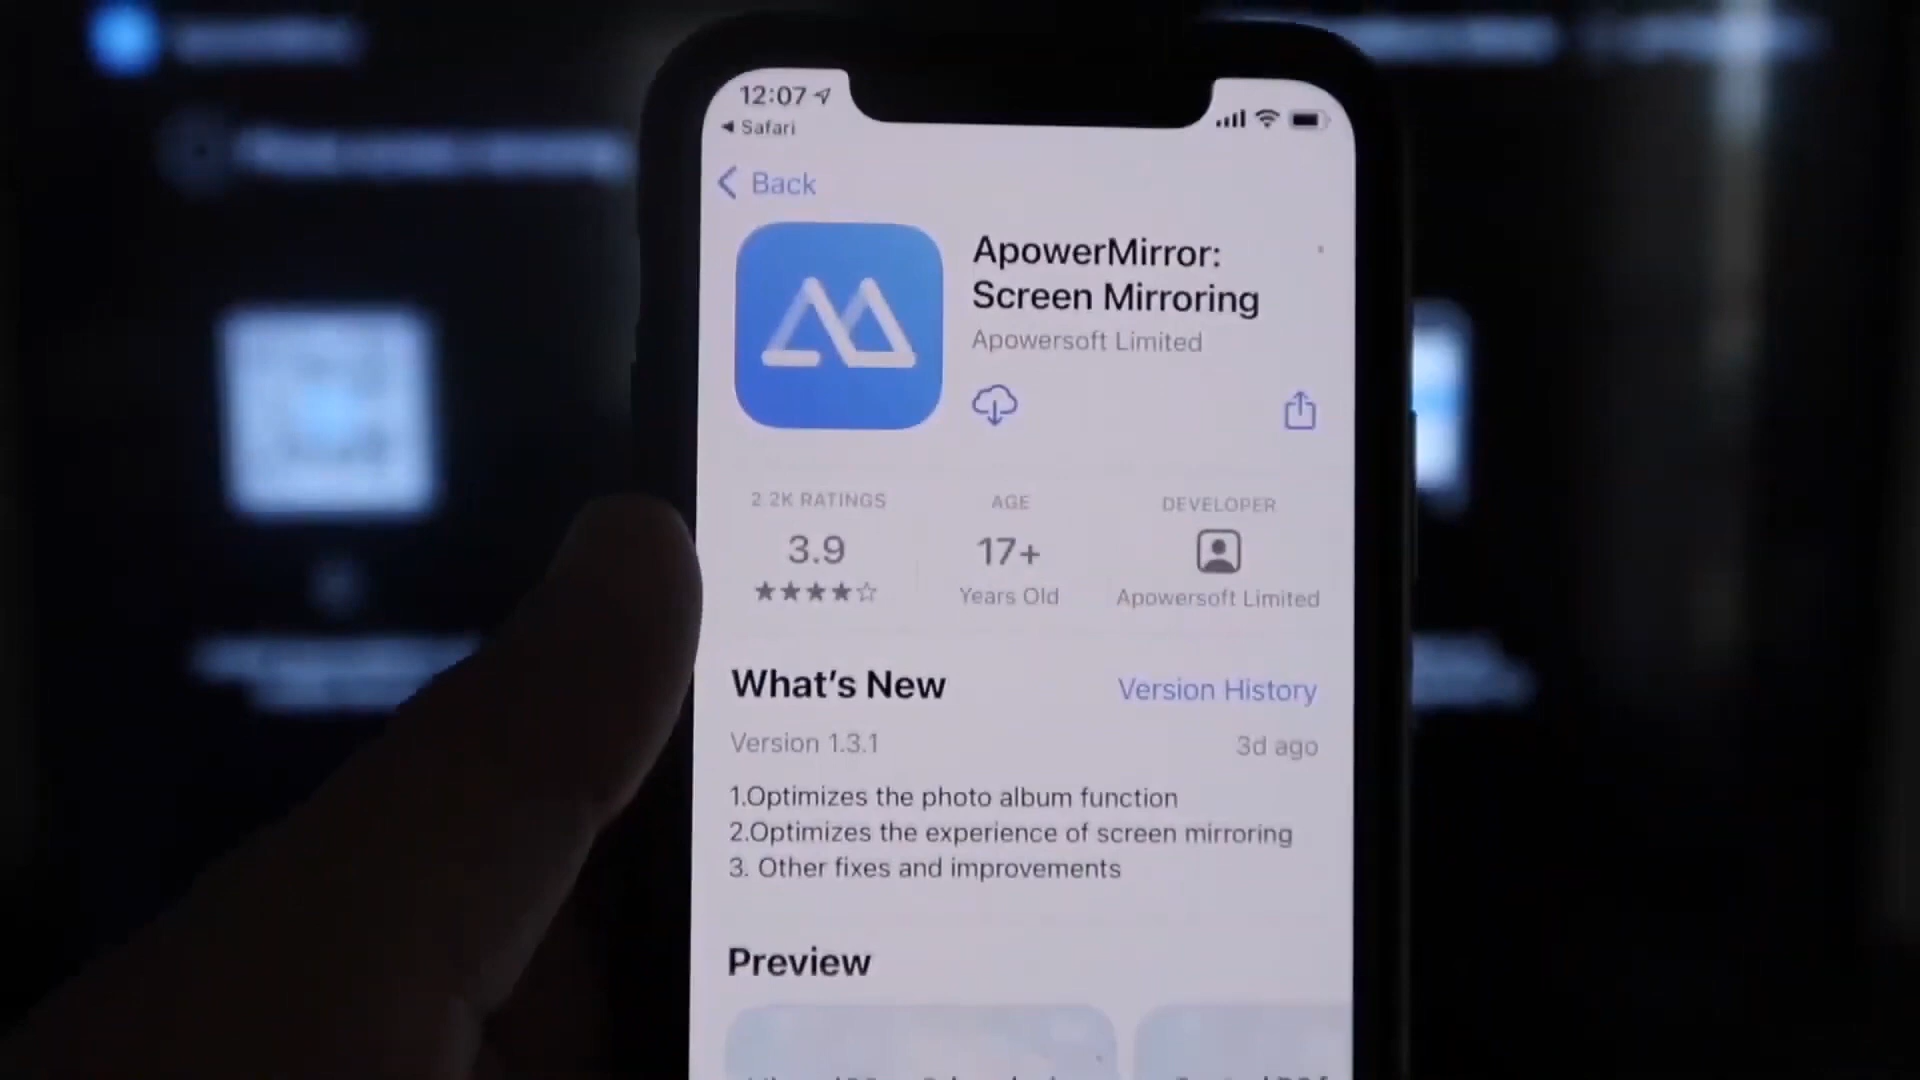 12:07
Safari
Back
ApowerMirror:
Screen Mirroring
Apowersoft Limited
2.2K RATINGS
AGE
DEVELOPER
3.9
17+
Years Old
Apowersoft Limited
What's New
Version History
Version 1.3.1
3d ago
1.Optimizes the photo album function
2.Optimizes the experience of screen mirroring
3. Other fixes and improvements
Preview